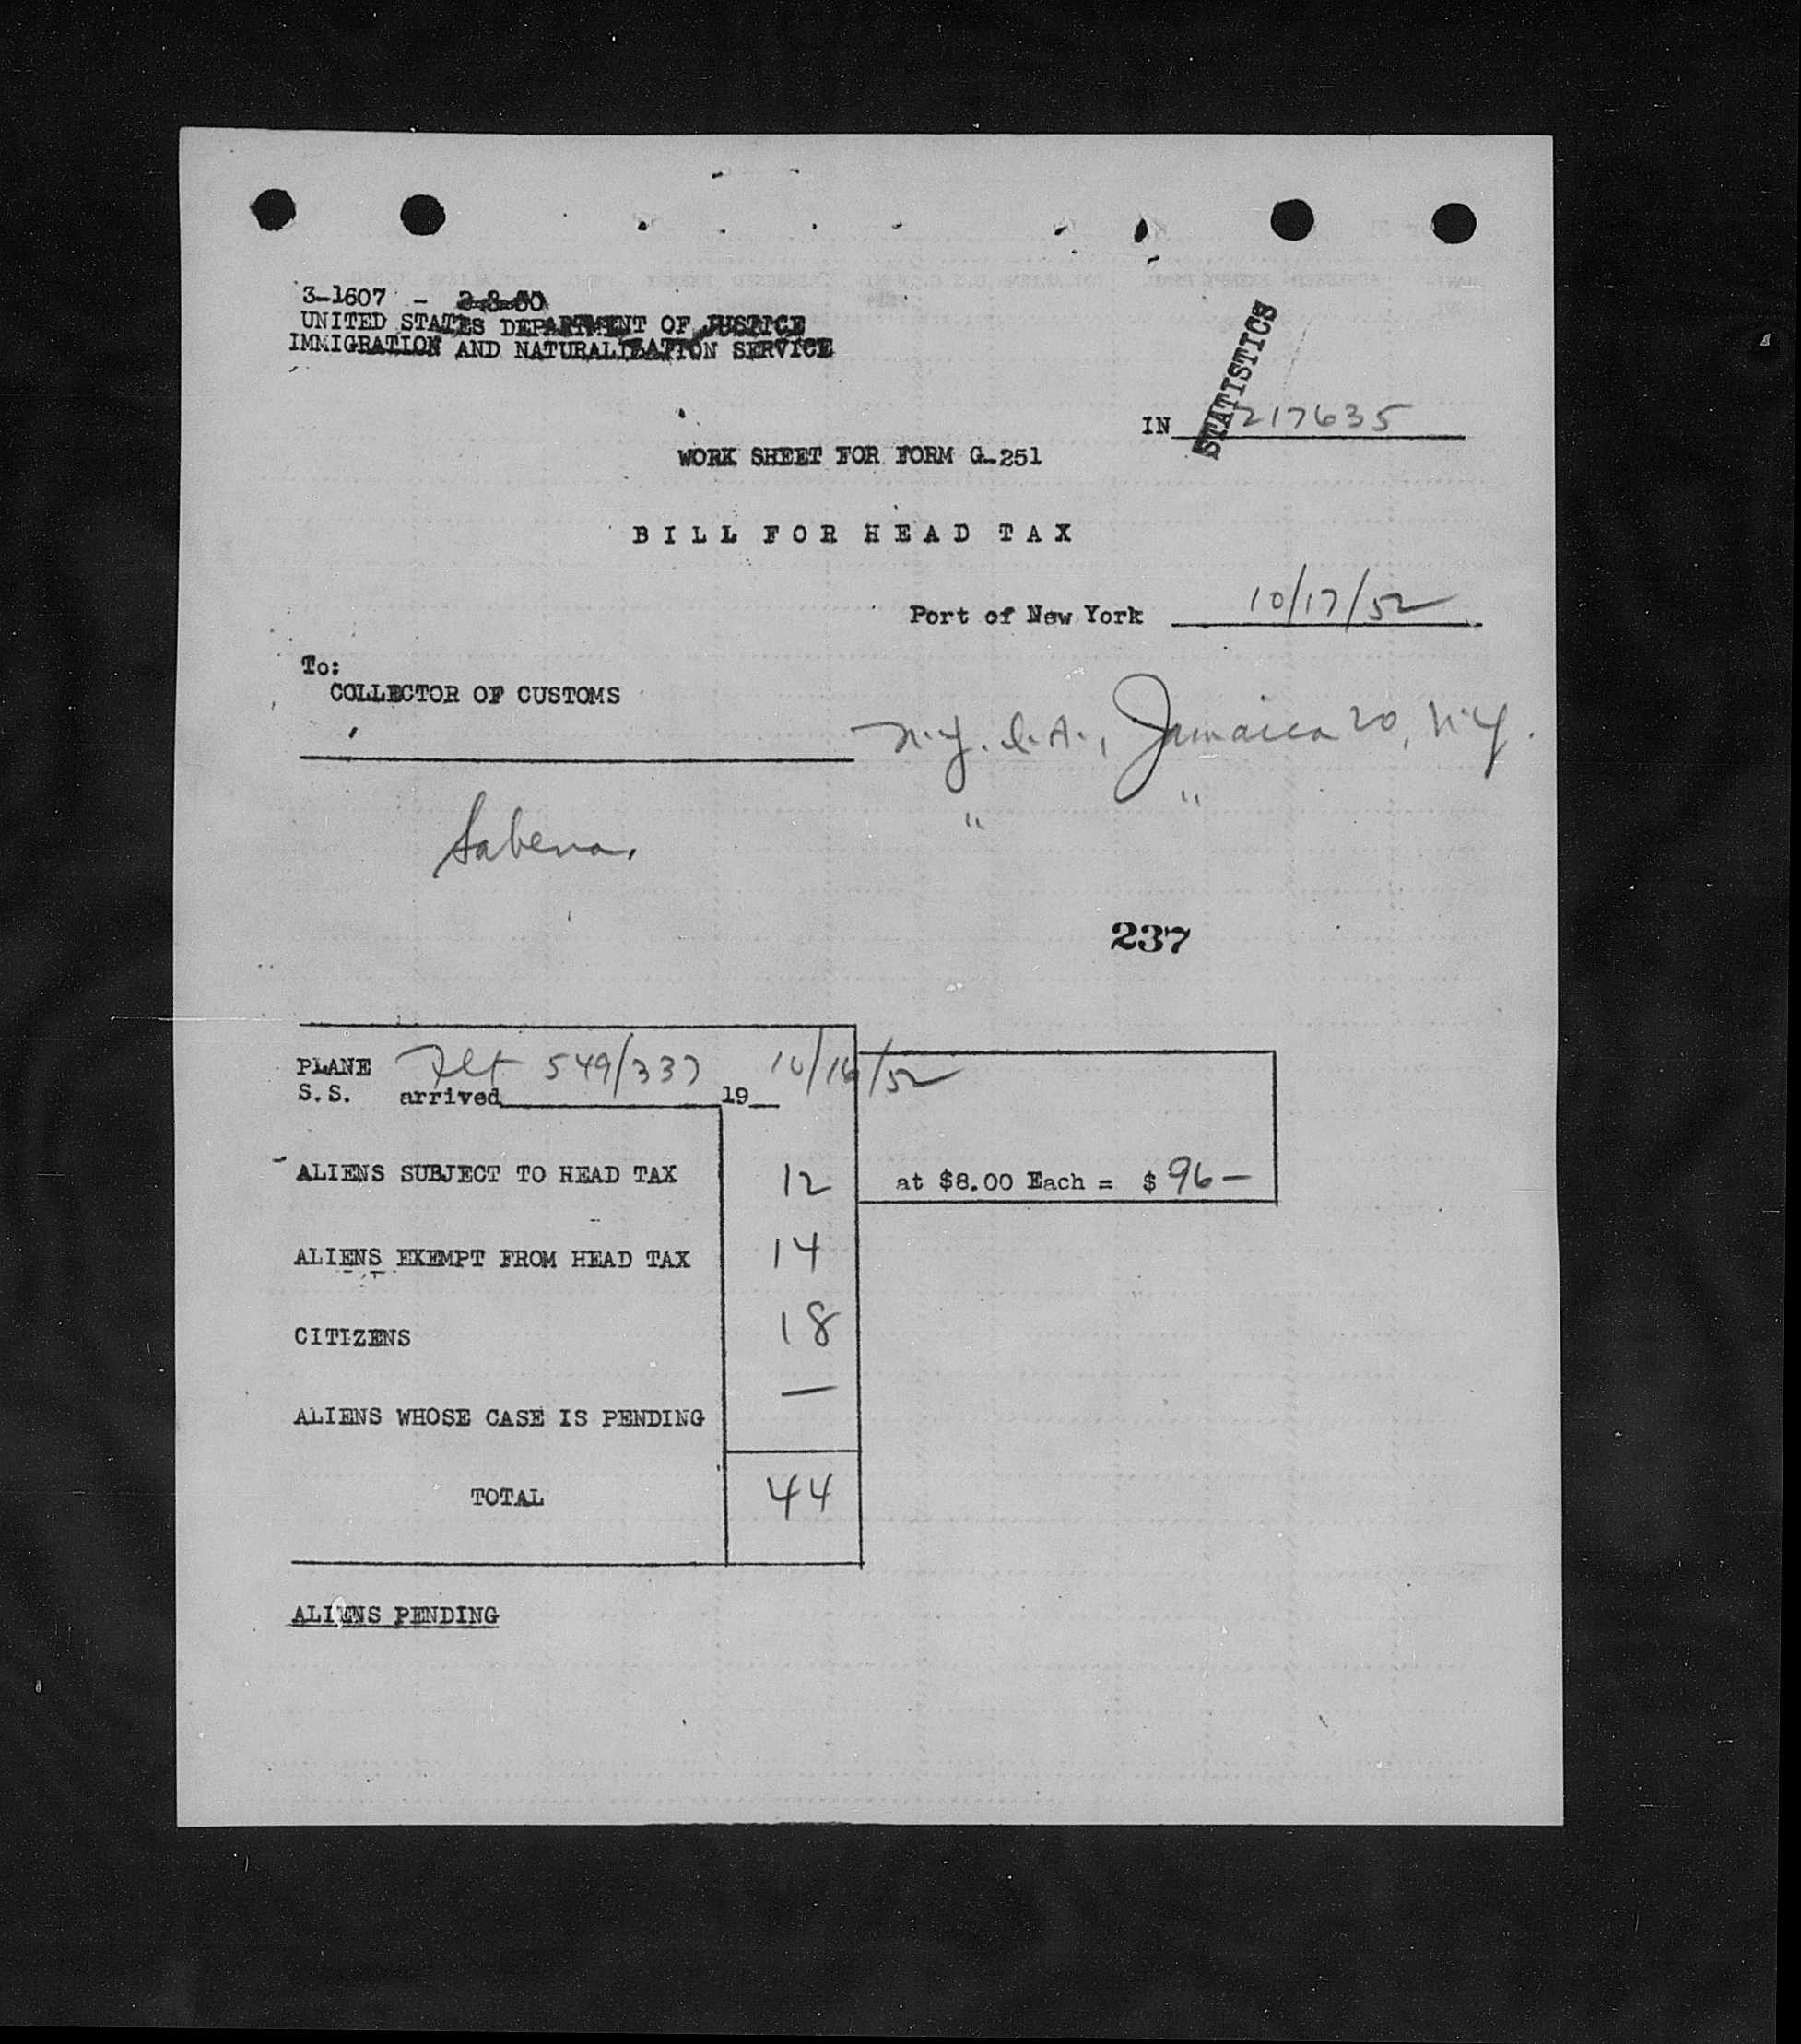 3-1607 - 2-8-50
UNITED STATES DEPARTMENT OF JUSTICE
IMMIGRATION AND NATURALIZATION SERVICE
STATISTICS
IN 217635
WORK SHEET FOR FORM G-251
BILL FOR HEAD TAX
Port of New York 10/17/52
To:
COLLECTOR OF CUSTOMS
N.Y. I.A., Jamaica 20, N.Y.
" "
Sabena.
237
PLANE Flt 549/337 10/16/52
S.S. arrived 19
ALIENS SUBJECT TO HEAD TAX 12 at $8.00 Each = $ 96 —
ALIENS EXEMPT FROM HEAD TAX 14
CITIZENS 18
ALIENS WHOSE CASE IS PENDING —
TOTAL 44
ALIENS PENDING